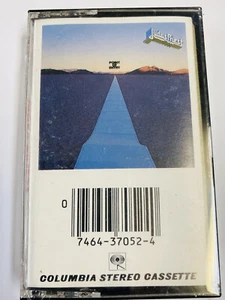 Judas Priest
0
7464-37052-4
COLUMBIA STEREO CASSETTE